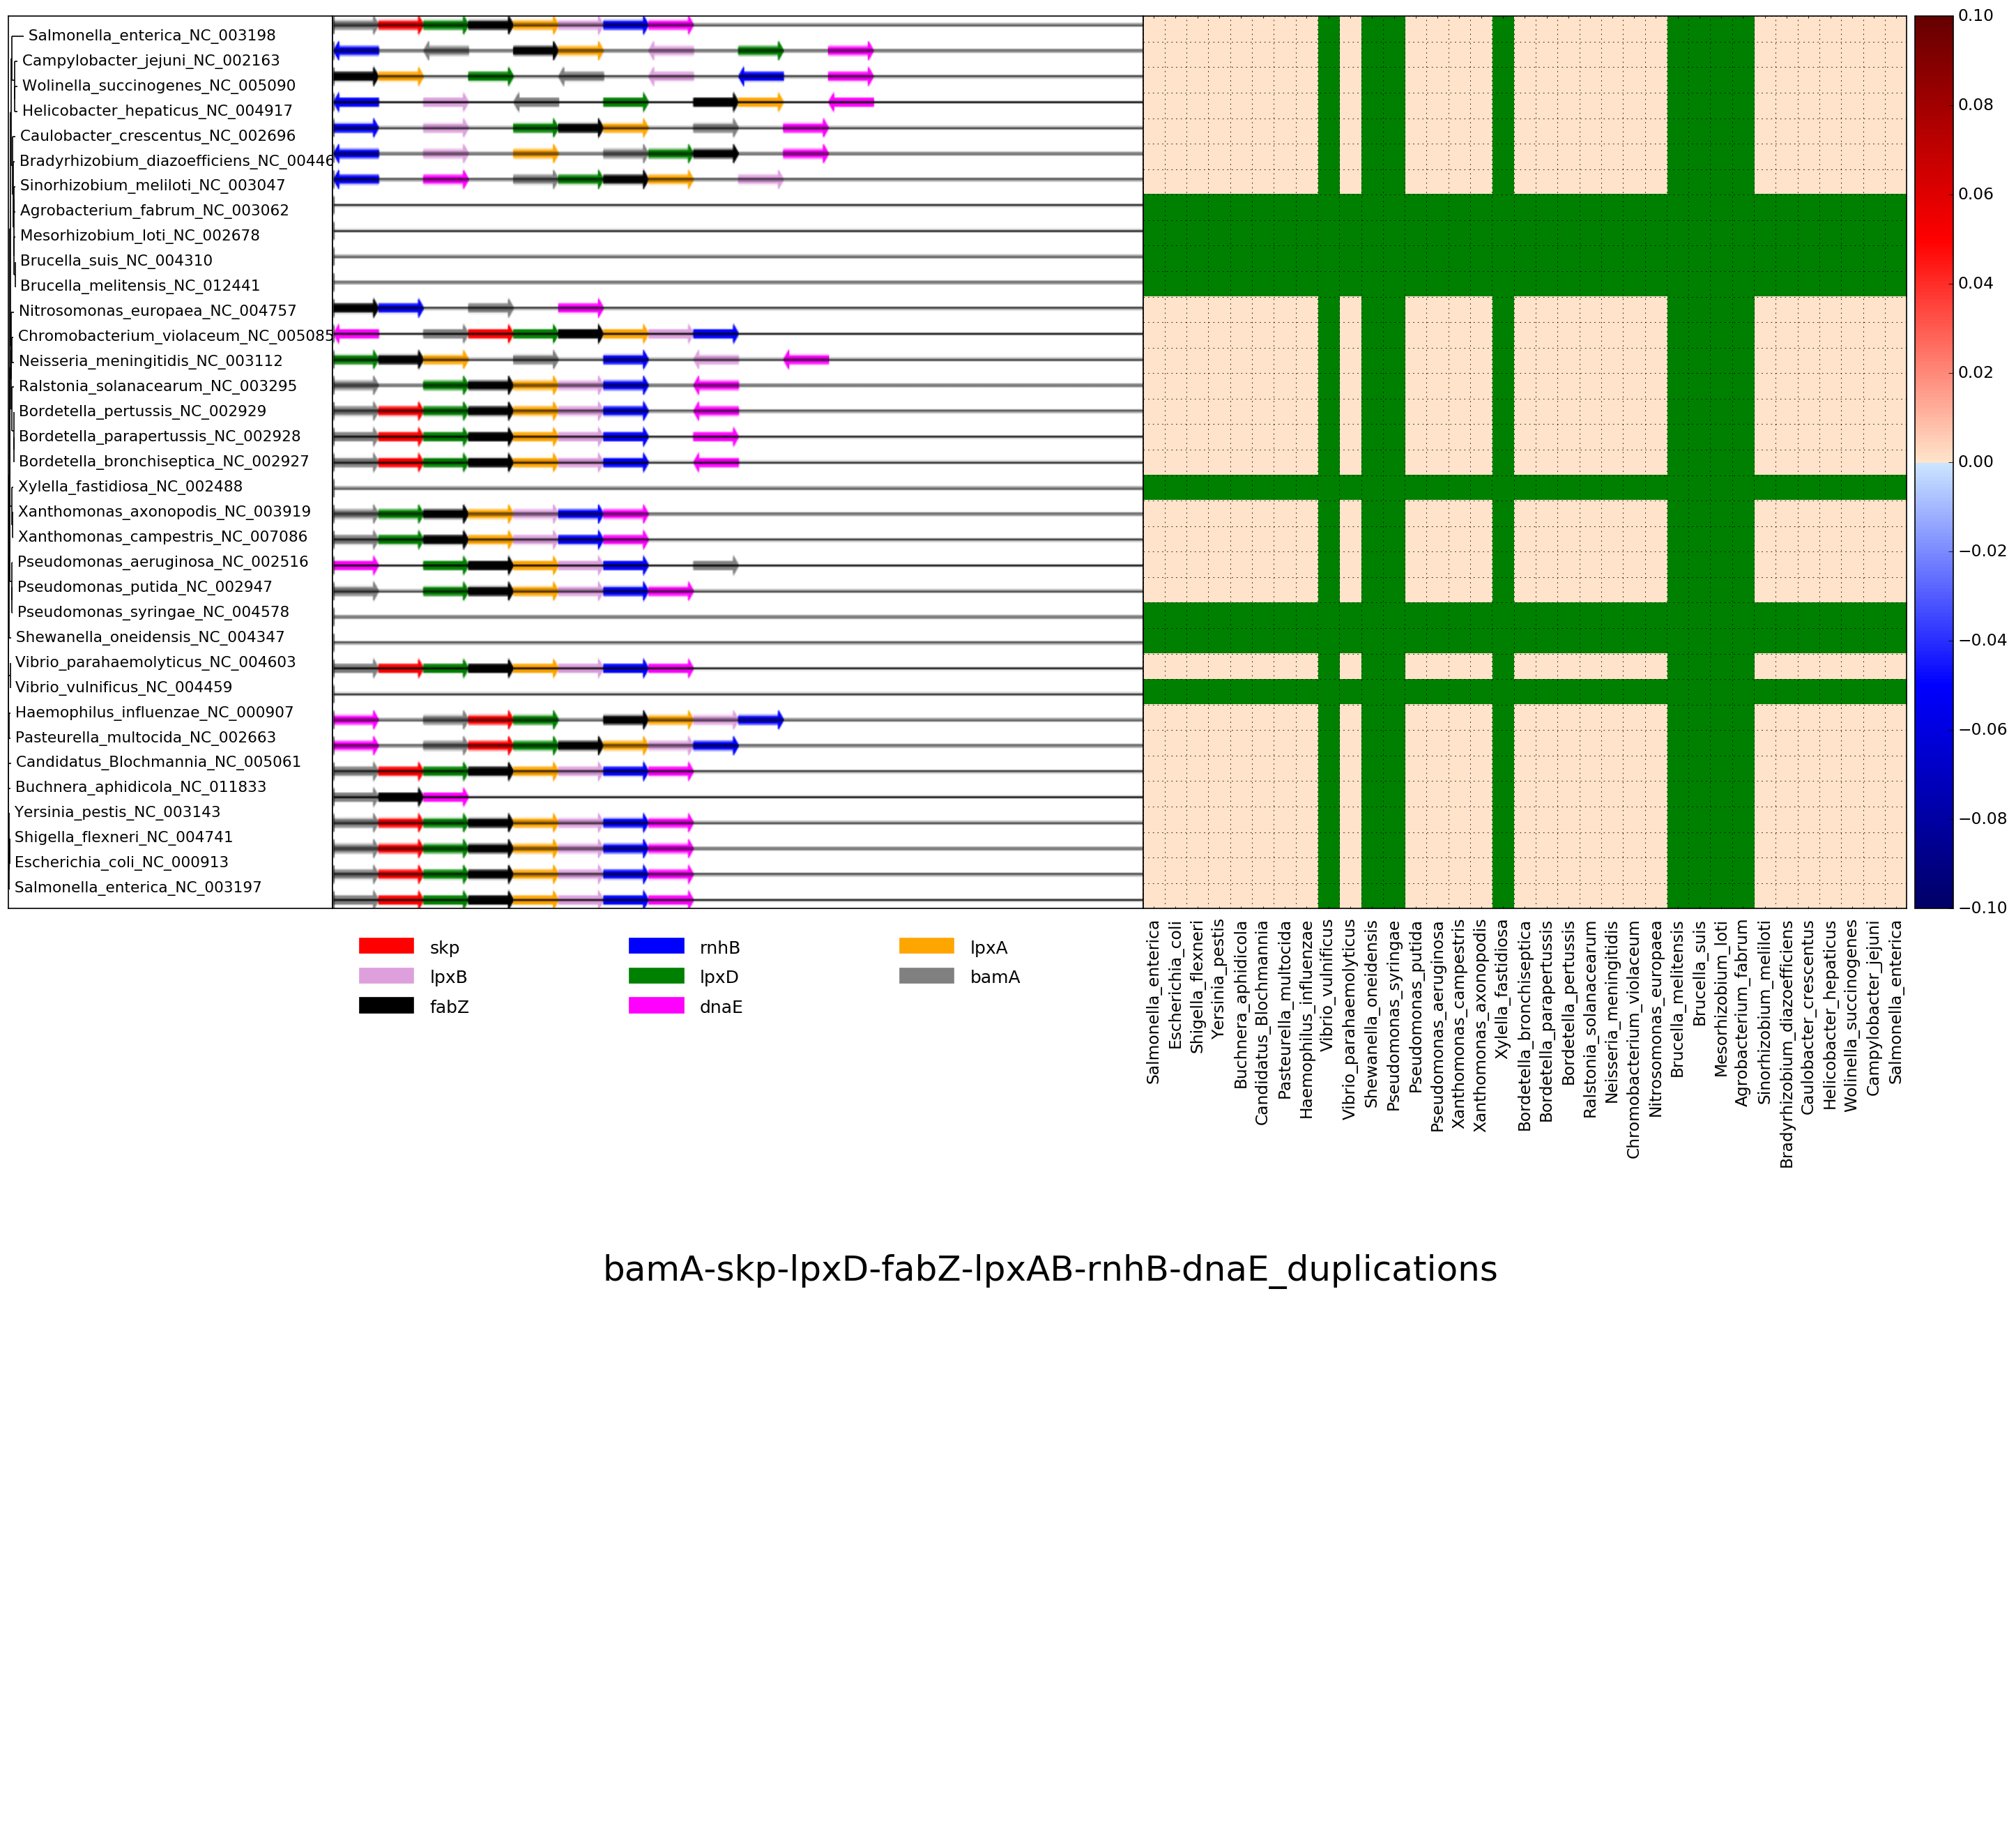 Salmonella_enterica_NC_003198
Campylobacter_jejuni_NC_002163
Wolinella_succinogenes_NC_005090
Helicobacter_hepaticus_NC_004917
Caulobacter_crescentus_NC_002696
Bradyrhizobium_diazoefficiens_NC_00446
Sinorhizobium_meliloti_NC_003047
Agrobacterium_fabrum_NC_003062
Mesorhizobium_loti_NC_002678
Brucella_suis_NC_004310
Brucella_melitensis_NC_012441
Nitrosomonas_europaea_NC_004757
Chromobacterium_violaceum_NC_005085
Neisseria_meningitidis_NC_003112
Ralstonia_solanacearum_NC_003295
Bordetella_pertussis_NC_002929
Bordetella_parapertussis_NC_002928
Bordetella_bronchiseptica_NC_002927
Xylella_fastidiosa_NC_002488
Xanthomonas_axonopodis_NC_003919
Xanthomonas_campestris_NC_007086
Pseudomonas_aeruginosa_NC_002516
Pseudomonas_putida_NC_002947
Pseudomonas_syringae_NC_004578
Shewanella_oneidensis_NC_004347
Vibrio_parahaemolyticus_NC_004603
Vibrio_vulnificus_NC_004459
Haemophilus_influenzae_NC_000907
Pasteurella_multocida_NC_002663
Candidatus_Blochmannia_NC_005061
Buchnera_aphidicola_NC_011833
Yersinia_pestis_NC_003143
Shigella_flexneri_NC_004741
Escherichia_coli_NC_000913
Salmonella_enterica_NC_003197
0.10
0.08
0.06
0.04
0.02
0.00
−0.02
−0.04
−0.06
−0.08
−0.10
Salmonella_enterica
Escherichia_coli
Shigella_flexneri
Yersinia_pestis
Buchnera_aphidicola
Candidatus_Blochmannia
Pasteurella_multocida
Haemophilus_influenzae
Vibrio_vulnificus
Vibrio_parahaemolyticus
Shewanella_oneidensis
Pseudomonas_syringae
Pseudomonas_putida
Pseudomonas_aeruginosa
Xanthomonas_campestris
Xanthomonas_axonopodis
Xylella_fastidiosa
Bordetella_bronchiseptica
Bordetella_parapertussis
Bordetella_pertussis
Ralstonia_solanacearum
Neisseria_meningitidis
Chromobacterium_violaceum
Nitrosomonas_europaea
Brucella_melitensis
Brucella_suis
Mesorhizobium_loti
Agrobacterium_fabrum
Sinorhizobium_meliloti
Bradyrhizobium_diazoefficiens
Caulobacter_crescentus
Helicobacter_hepaticus
Wolinella_succinogenes
Campylobacter_jejuni
Salmonella_enterica
skp rnhB lpxA
lpxB lpxD bamA
fabZ dnaE
bamA-skp-lpxD-fabZ-lpxAB-rnhB-dnaE_duplications